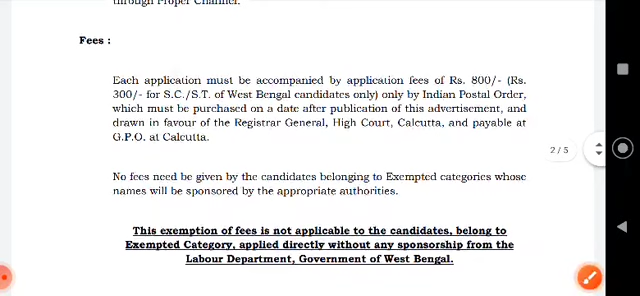 through Proper Channel.
Fees :
Each application must be accompanied by application fees of Rs. 800/- (Rs.
300/- for S.C./S.T. of West Bengal candidates only) only by Indian Postal Order,
which must be purchased on a date after publication of this advertisement, and
drawn in favour of the Registrar General, High Court, Calcutta, and payable at
G.P.O. at Calcutta.
2/5
No fees need be given by the candidates belonging to Exempted categories whose
names will be sponsored by the appropriate authorities.
This exemption of fees is not applicable to the candidates, belong to
Exempted Category, applied directly without any sponsorship from the
Labour Department, Government of West Bengal.